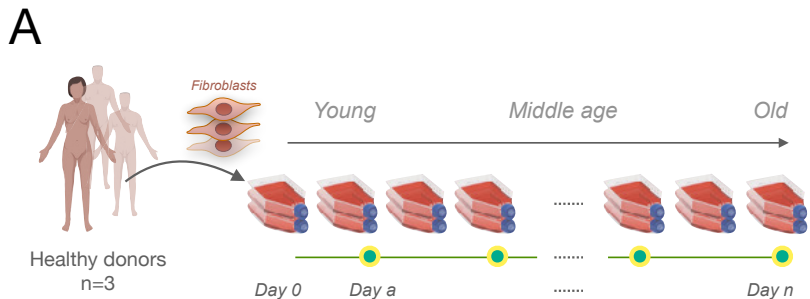 A
Fibroblasts
Young Middle age Old
Healthy donors
n=3
........
........
Day 0 Day a ........ Day n